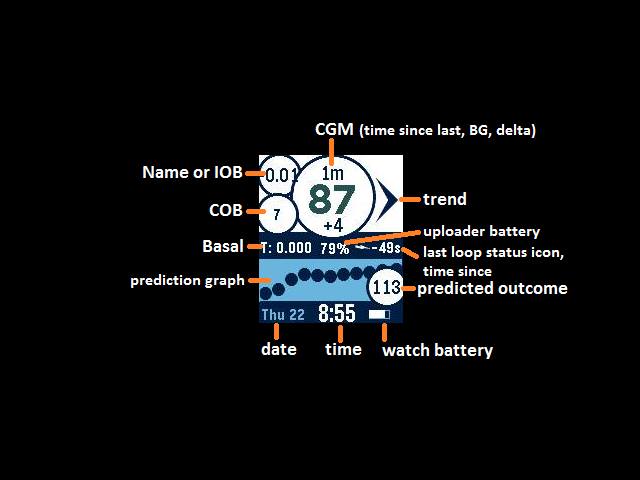 CGM (time since last, BG, delta)
Name or IOB
0.01
1m
COB
7
87
trend
+4
uploader battery
Basal
T: 0.000 79% -49s
last loop status icon,
time since
prediction graph
113
predicted outcome
Thu 22 8:55
date
time
watch battery